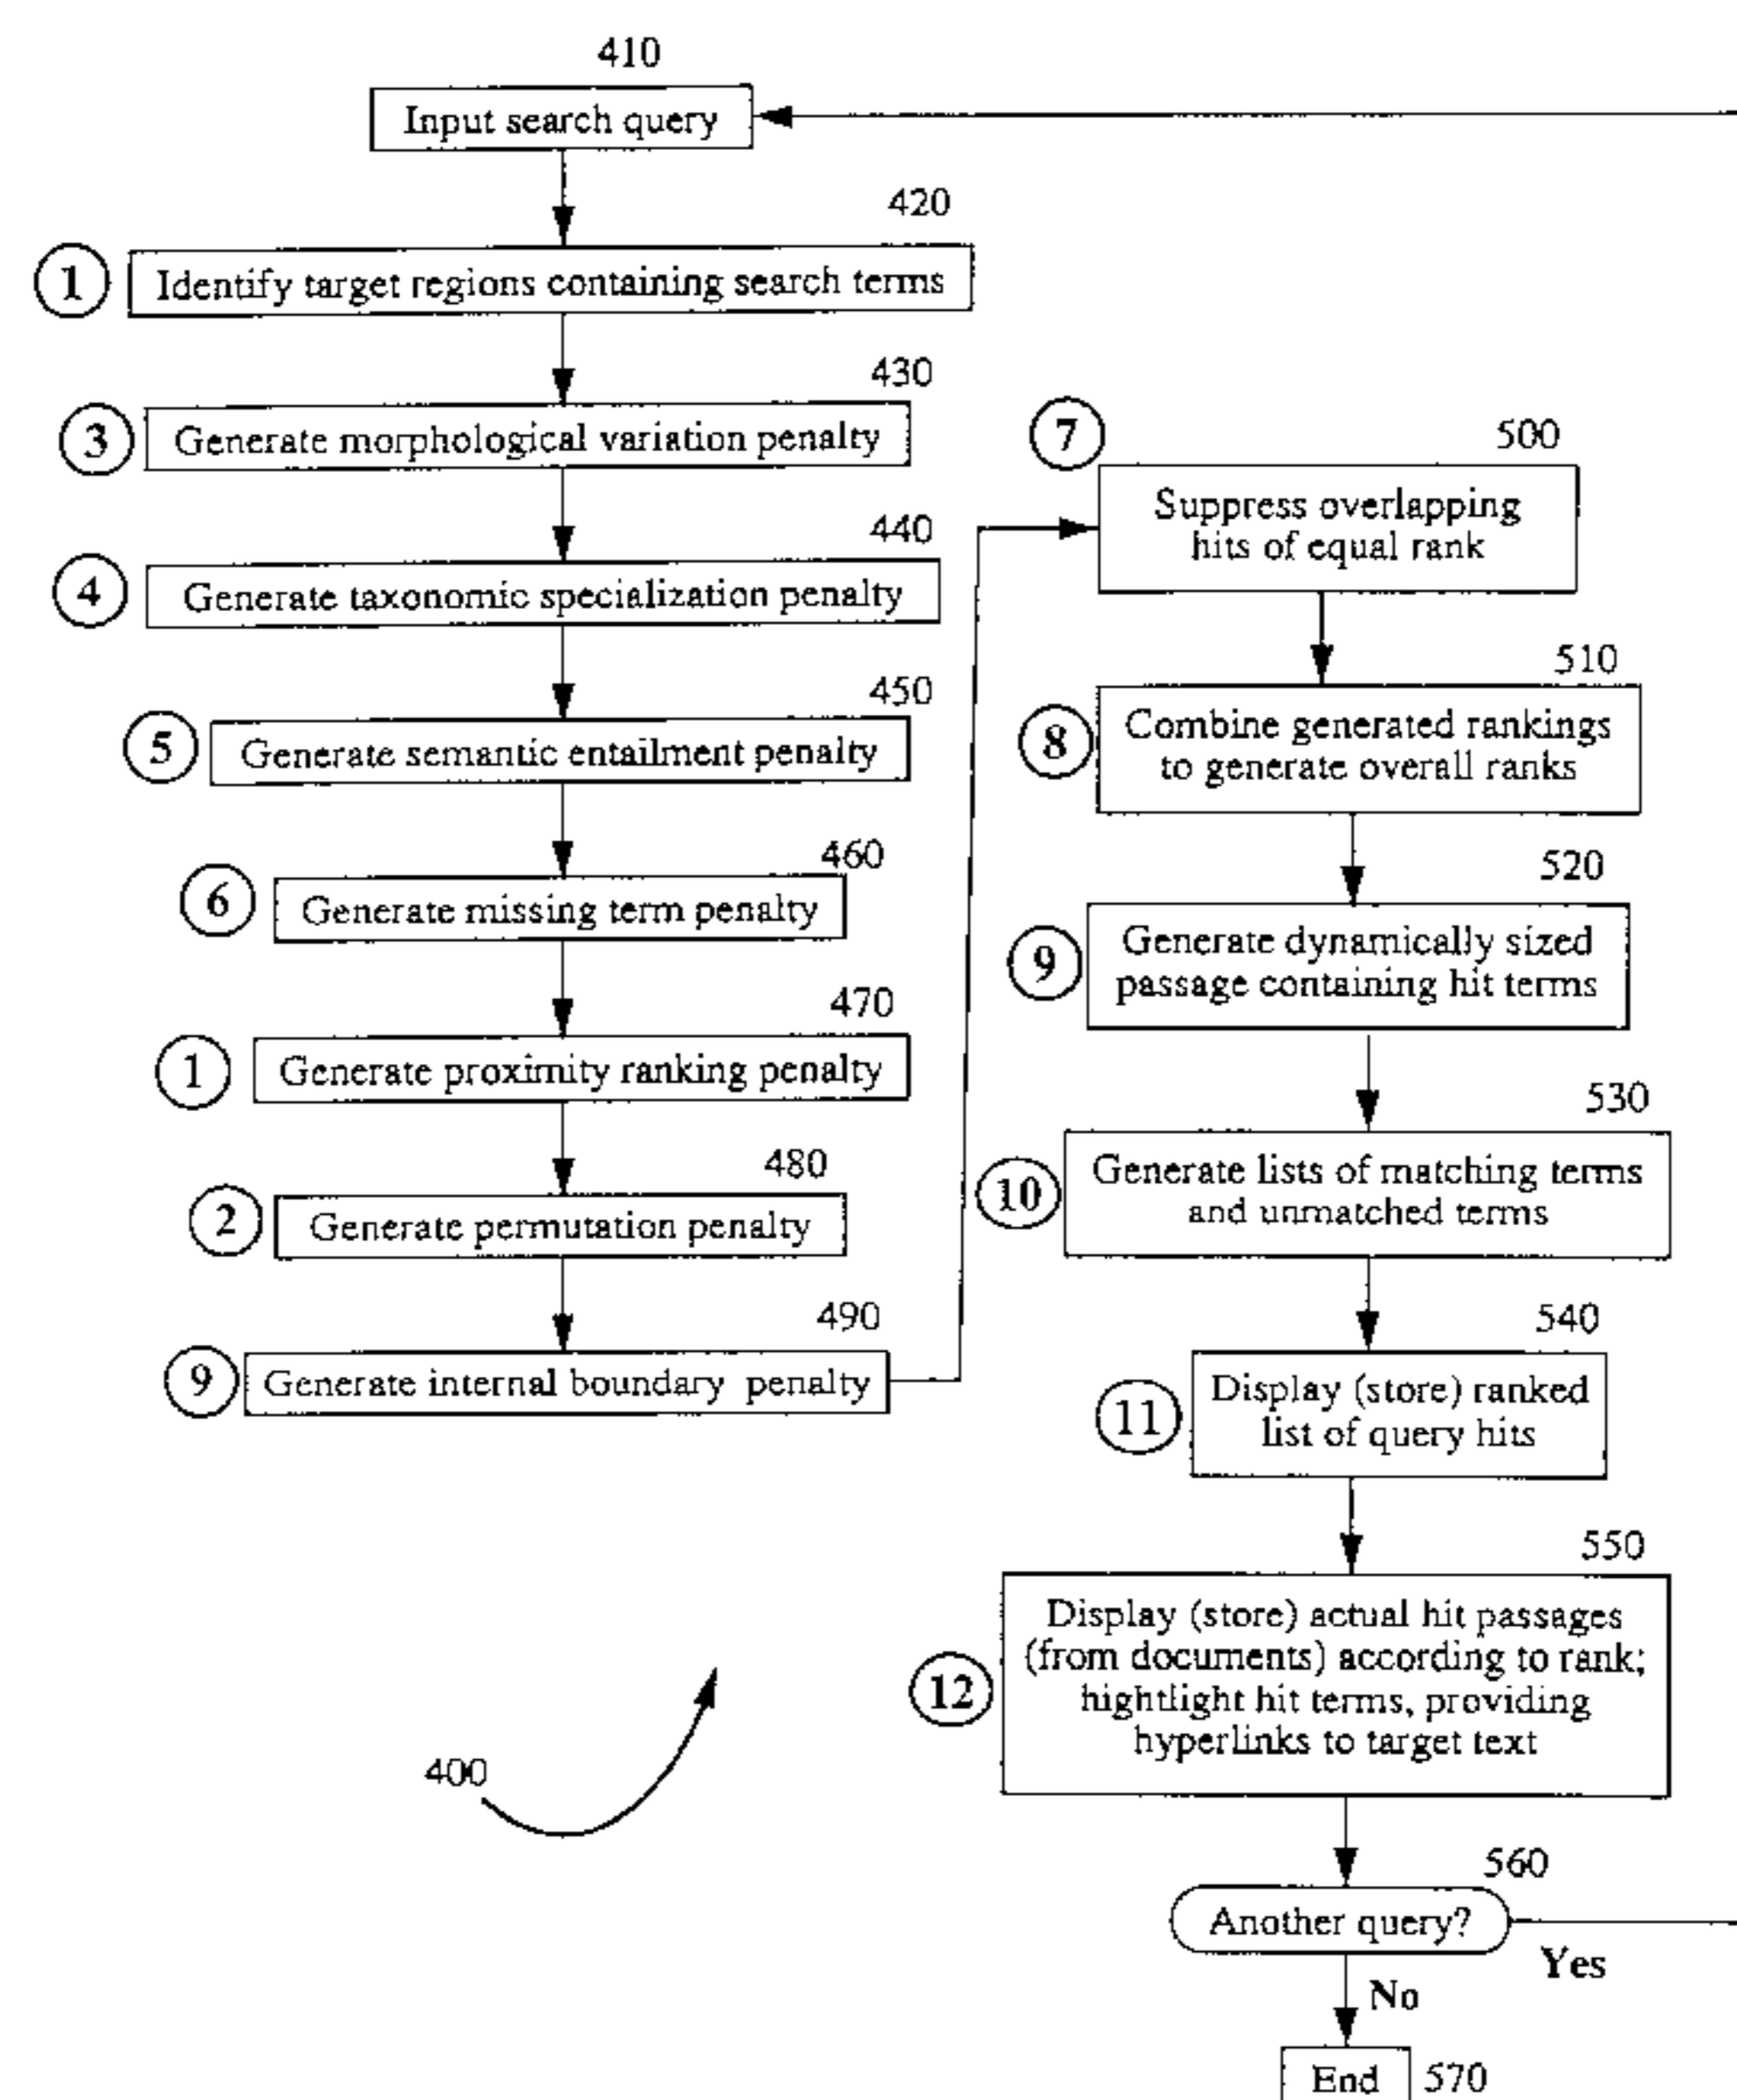 410
Input search query
420
1 Identify target regions containing search terms
430
3 Generate morphological variation penalty
440
4 Generate taxonomic specialization penalty
450
5 Generate semantic entailment penalty
460
6 Generate missing term penalty
470
1 Generate proximity ranking penalty
480
2 Generate permutation penalty
490
9 Generate internal boundary penalty
7 500
Suppress overlapping
hits of equal rank
510
8
Combine generated rankings
to generate overall ranks
520
9
Generate dynamically sized
passage containing hit terms
530
10
Generate lists of matching terms
and unmatched terms
540
11
Display (store) ranked
list of query hits
550
12
Display (store) actual hit passages
(from documents) according to rank;
hightlight hit terms, providing
hyperlinks to target text
400
560
Another query?
Yes
No
End 570